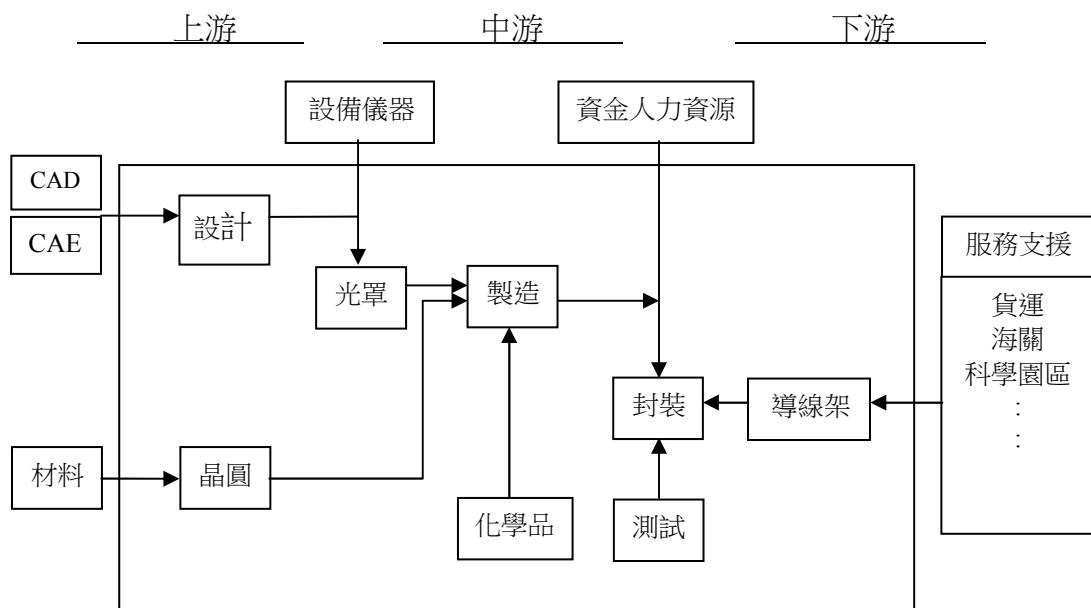 上游
中游
下游
設備儀器
資金人力資源
CAD
CAE
設計
光罩
製造
服務支援
貨運
海關
科學園區
:
:
封裝
導線架
材料
晶圓
化學品
測試